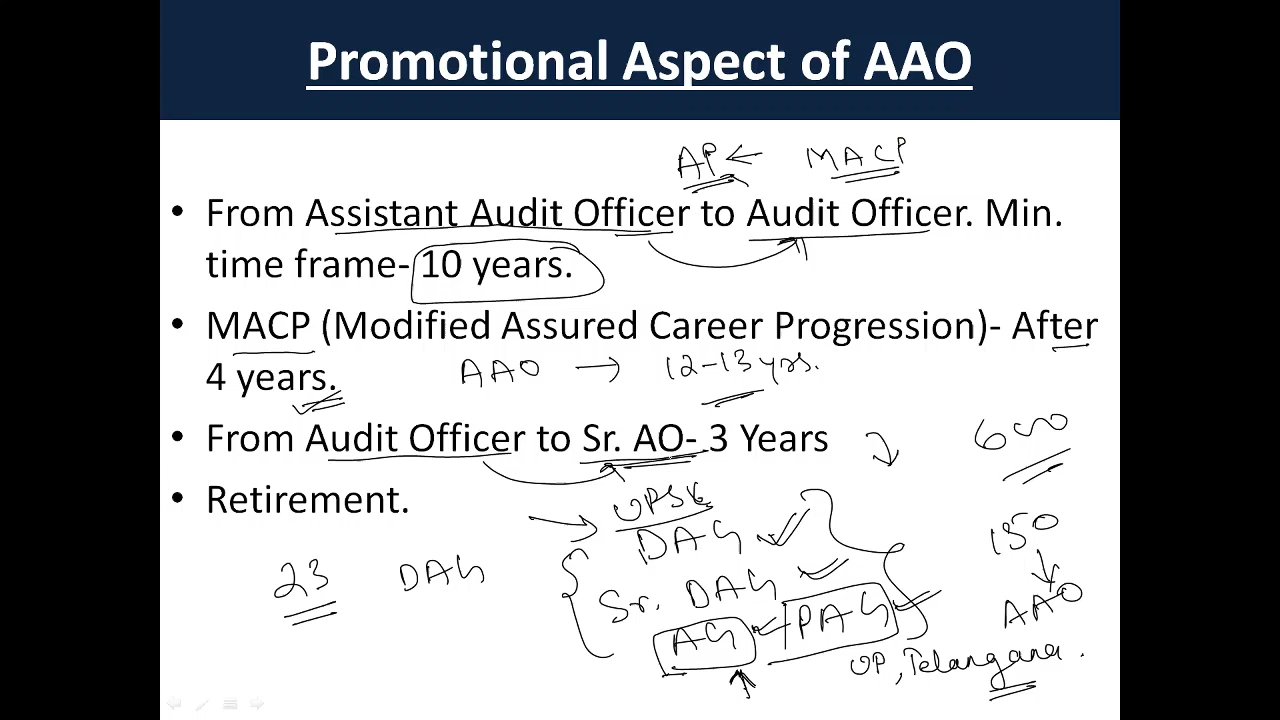 Promotional Aspect of AAO
AP ← MACP
• From Assistant Audit Officer to Audit Officer. Min.
time frame- 10 years.
• MACP (Modified Assured Career Progression)- After
4 years.
AAO → 12-13 yrs.
• From Audit Officer to Sr. AO- 3 Years
600
• Retirement.
UPSC
DAG
150
23 DAG
Sr. DAG
AAO
AG ← PAG
UP, Telangana.